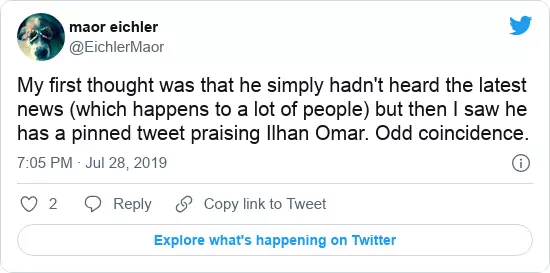 maor eichler
@EichlerMaor
My first thought was that he simply hadn't heard the latest
news (which happens to a lot of people) but then I saw he
has a pinned tweet praising Ilhan Omar. Odd coincidence.
7:05 PM · Jul 28, 2019
2 Reply Copy link to Tweet
Explore what's happening on Twitter